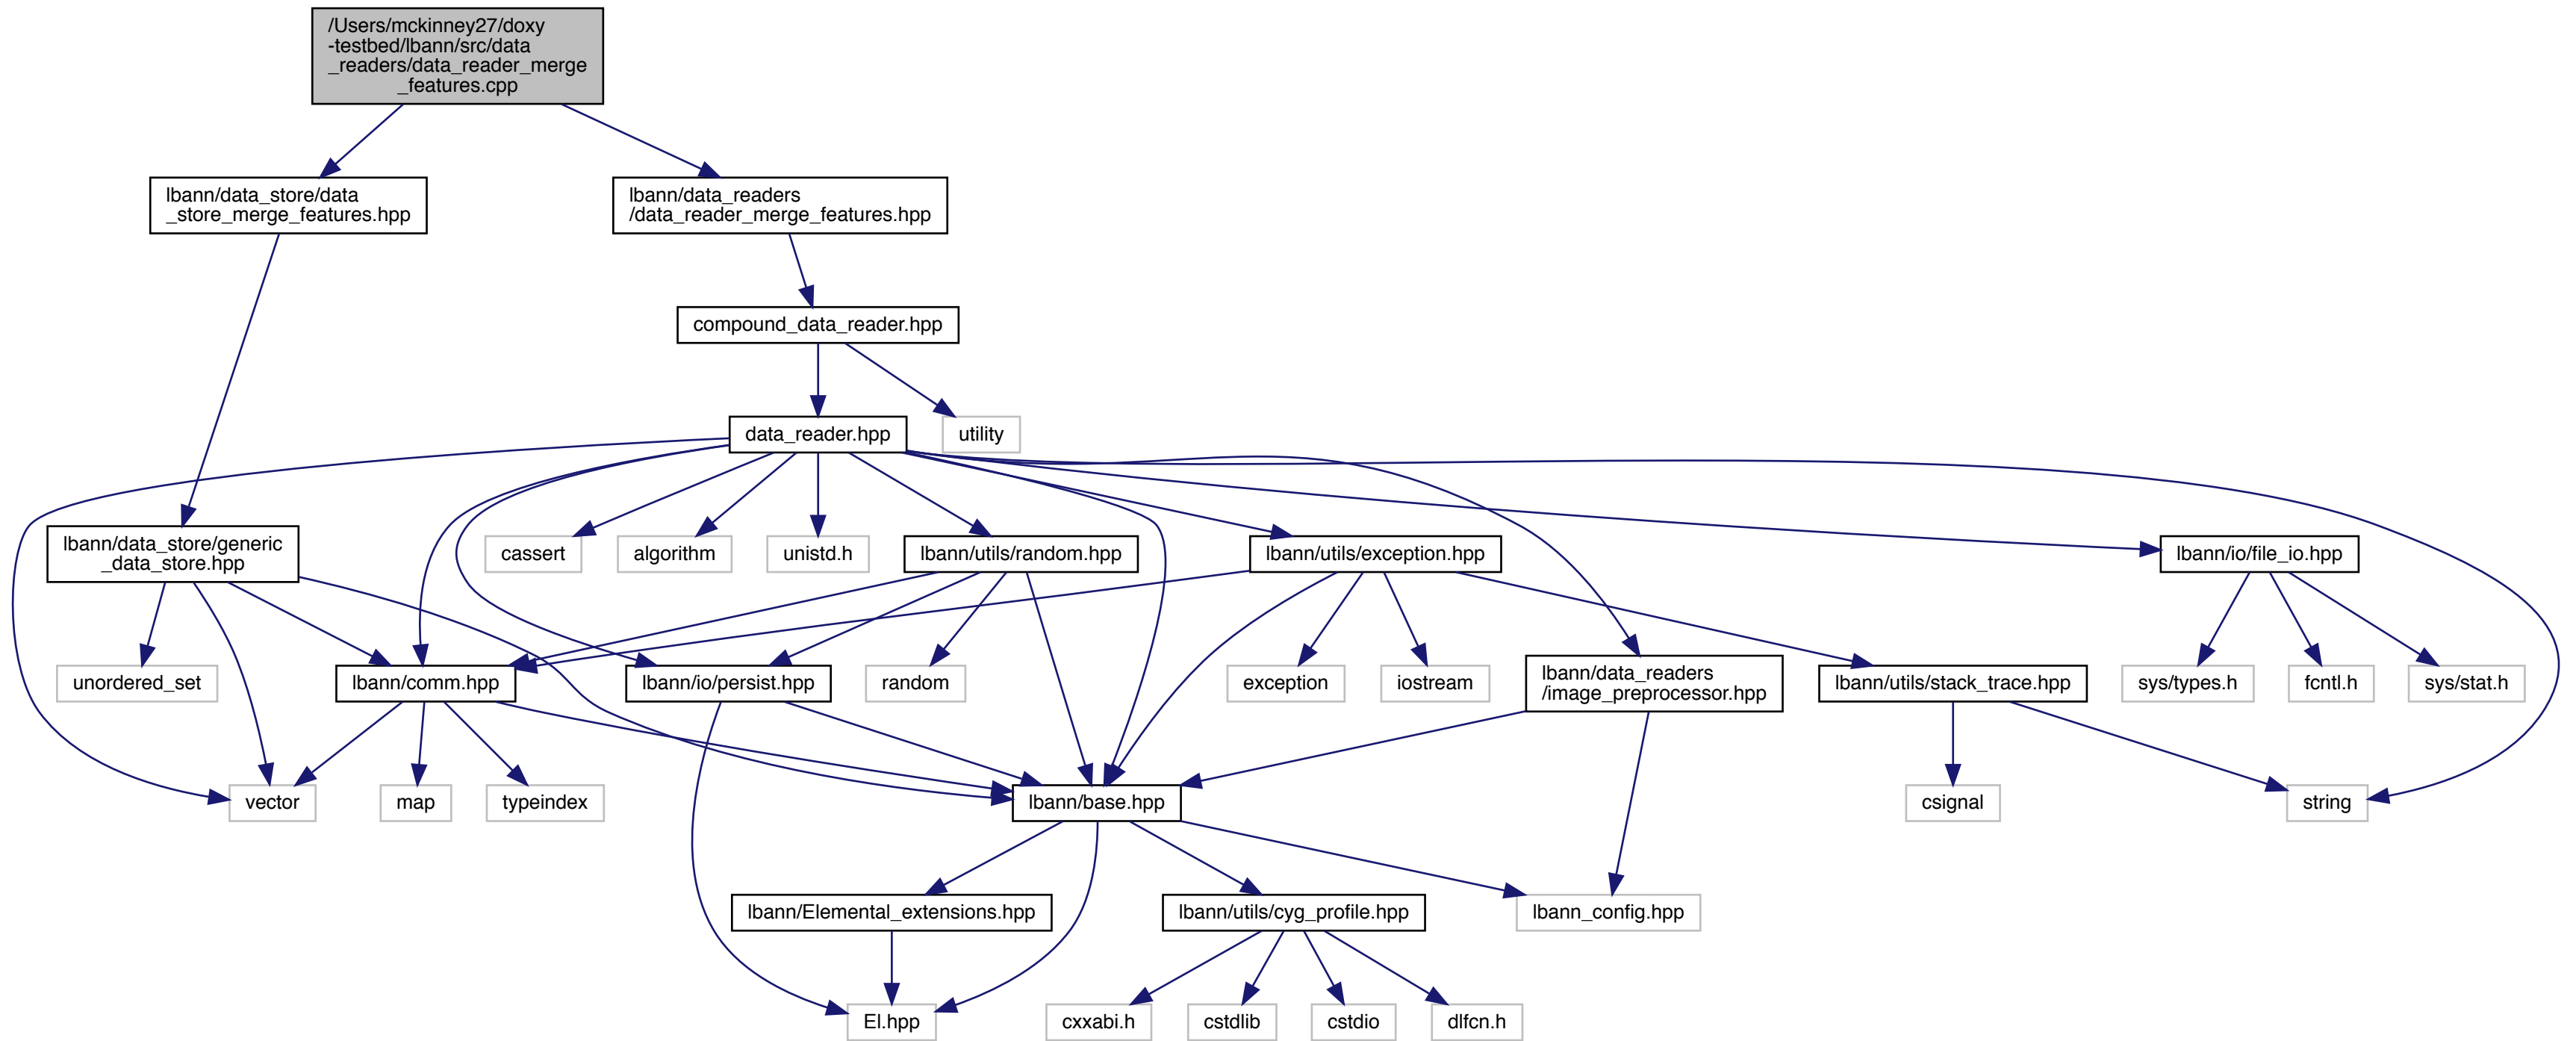 /Users/mckinney27/doxy
-testbed/lbann/src/data
_readers/data_reader_merge
_features.cpp
lbann/data_store/data
_store_merge_features.hpp
lbann/data_readers
/data_reader_merge_features.hpp
compound_data_reader.hpp
data_reader.hpp
utility
lbann/data_store/generic
_data_store.hpp
cassert
algorithm
unistd.h
lbann/utils/random.hpp
lbann/utils/exception.hpp
lbann/io/file_io.hpp
unordered_set
lbann/comm.hpp
lbann/io/persist.hpp
random
exception
iostream
lbann/data_readers
/image_preprocessor.hpp
lbann/utils/stack_trace.hpp
sys/types.h
fcntl.h
sys/stat.h
vector
map
typeindex
lbann/base.hpp
csignal
string
lbann/Elemental_extensions.hpp
lbann/utils/cyg_profile.hpp
lbann_config.hpp
El.hpp
cxxabi.h
cstdlib
cstdio
dlfcn.h